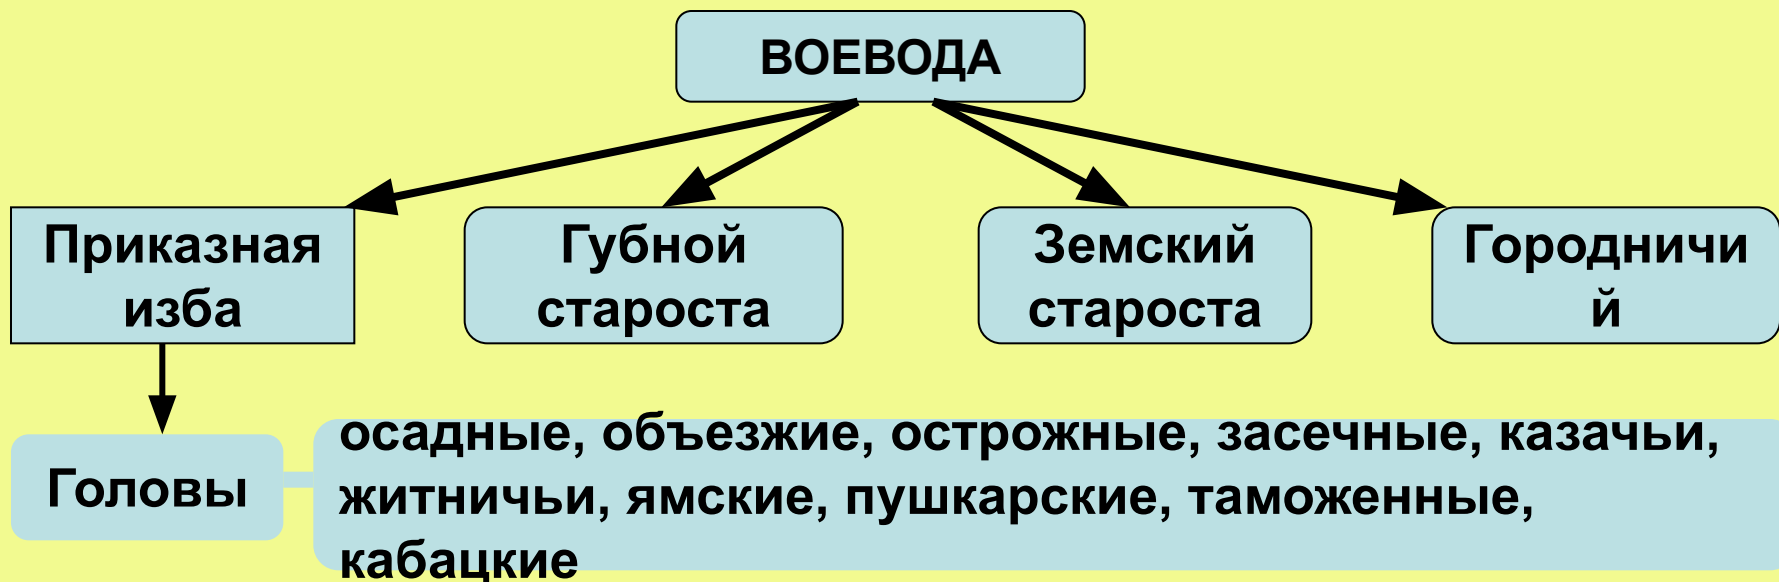 ВОЕВОДА
Приказная
изба
Губной
староста
Земский
староста
Городничи
й
Головы
осадные, объезжие, острожные, засечные, казачьи,
житничьи, ямские, пушкарские, таможенные,
кабацкие